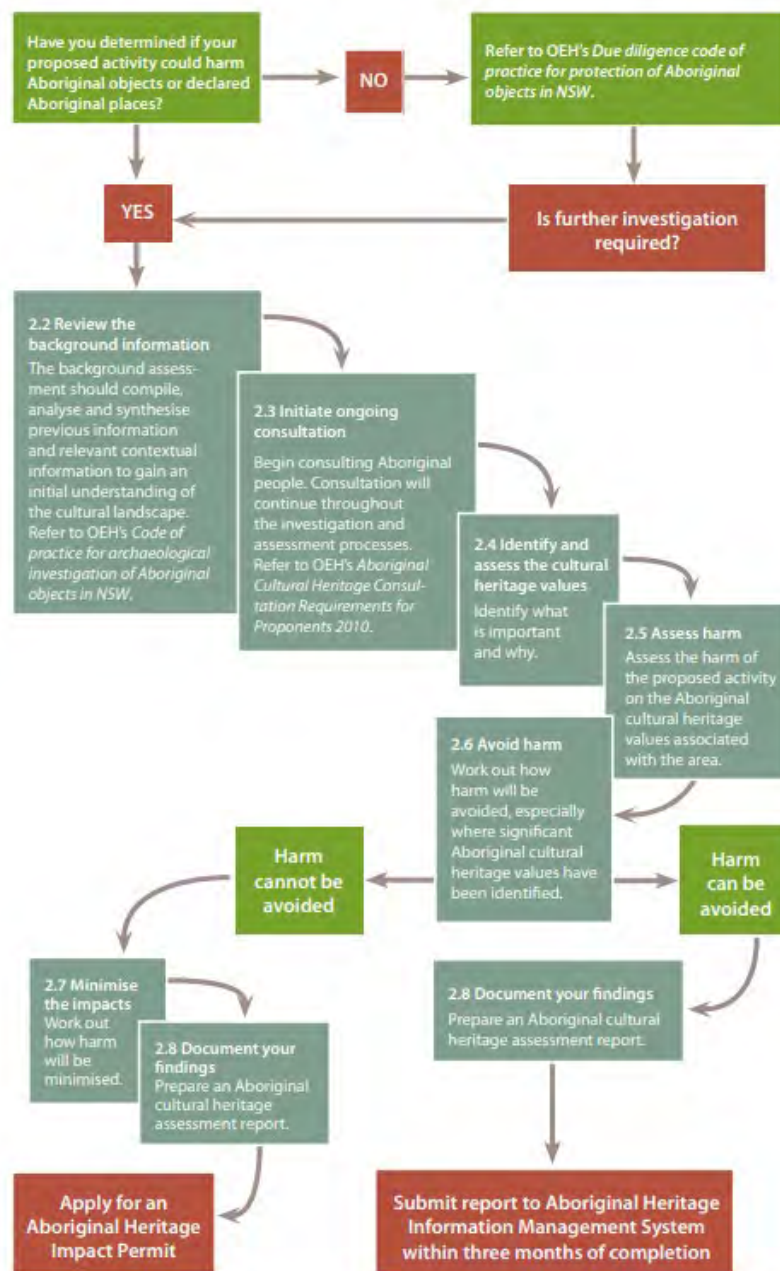 Have you determined if your
proposed activity could harm
Aboriginal objects or declared
Aboriginal places?
NO
Refer to OEH's Due diligence code of
practice for protection of Aboriginal
objects in NSW.
YES
Is further investigation
required?
2.2 Review the
background information
The background assess-
ment should compile,
analyse and synthesise
previous information
and relevant contextual
information to gain an
initial understanding of
the cultural landscape.
Refer to OEH's Code of
practice for archaeological
investigation of Aboriginal
objects in NSW.
2.3 Initiate ongoing
consultation
Begin consulting Aboriginal
people. Consultation will
continue throughout
the investigation and
assessment processes.
Refer to OEH's Aboriginal
Cultural Heritage Consul-
tation Requirements for
Proponents 2010.
2.4 Identify and
assess the cultural
heritage values
Identify what
is important
and why.
2.5 Assess harm
Assess the harm of
the proposed activity
on the Aboriginal
cultural heritage
values associated
with the area.
2.6 Avoid harm
Work out how
harm will be
avoided, especially
where significant
Aboriginal cultural
heritage values have
been identified.
Harm
cannot be
avoided
Harm
can be
avoided
2.7 Minimise
the impacts
Work out
how harm
will be
minimised.
2.8 Document your
findings
Prepare an Aboriginal
cultural heritage
assessment report.
2.8 Document your findings
Prepare an Aboriginal cultural
heritage assessment report.
Apply for an
Aboriginal Heritage
Impact Permit
Submit report to Aboriginal Heritage
Information Management System
within three months of completion